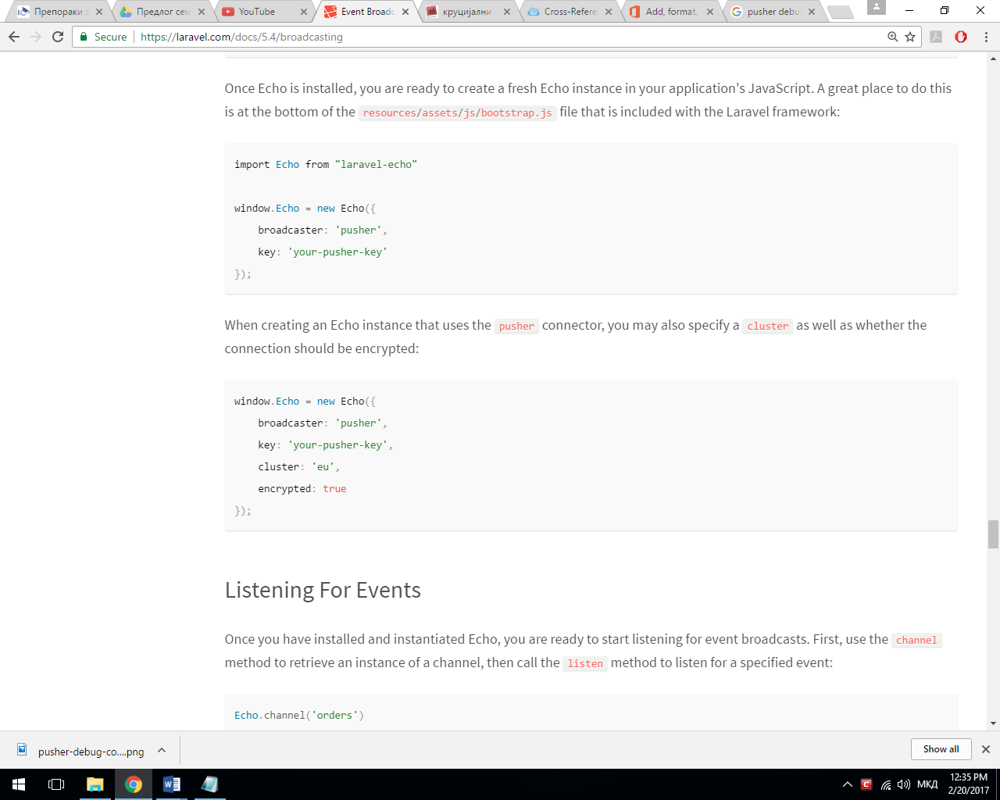 Препораки з
Предлог сем
YouTube
Event Broadc
круцијални -
Cross-Refere
Add, format,
pusher debu
Secure
https://laravel.com/docs/5.4/broadcasting
Once Echo is installed, you are ready to create a fresh Echo instance in your application's JavaScript. A great place to do this
is at the bottom of the resources/assets/js/bootstrap.js file that is included with the Laravel framework:
import Echo from "laravel-echo"
window.Echo = new Echo({
broadcaster: 'pusher',
key: 'your-pusher-key'
});
When creating an Echo instance that uses the pusher connector, you may also specify a cluster as well as whether the
connection should be encrypted:
window.Echo = new Echo({
broadcaster: 'pusher',
key: 'your-pusher-key',
cluster: 'eu',
encrypted: true
});
Listening For Events
Once you have installed and instantiated Echo, you are ready to start listening for event broadcasts. First, use the channel
method to retrieve an instance of a channel, then call the listen method to listen for a specified event:
Echo.channel('orders')
pusher-debug-co....png
Show all
МКД
12:35 PM
2/20/2017